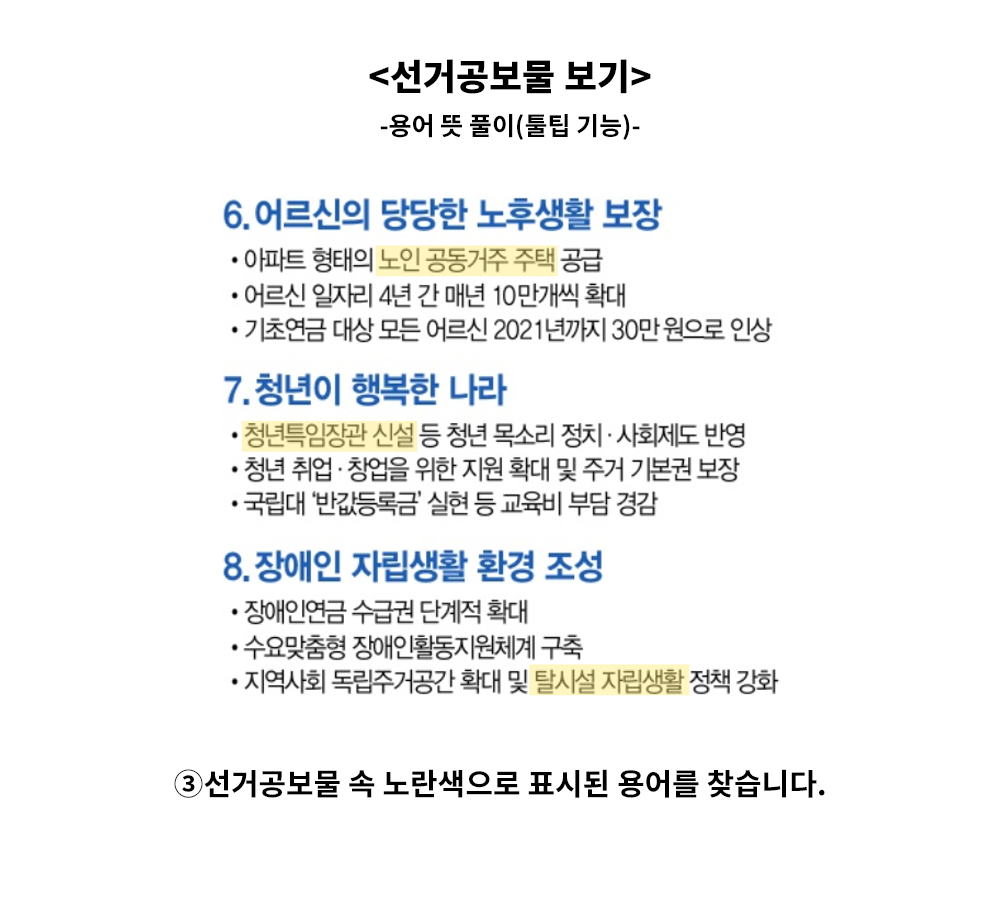 <선거공보물 보기>
-용어 뜻 풀이(툴팁 기능)-
6. 어르신의 당당한 노후생활 보장
• 아파트 형태의 노인 공동거주 주택 공급
• 어르신 일자리 4년 간 매년 10만개씩 확대
• 기초연금 대상 모든 어르신 2021년까지 30만 원으로 인상
7. 청년이 행복한 나라
• 청년특임장관 신설 등 청년 목소리 정치·사회제도 반영
• 청년 취업·창업을 위한 지원 확대 및 주거 기본권 보장
• 국립대 ‘반값등록금’ 실현 등 교육비 부담 경감
8. 장애인 자립생활 환경 조성
• 장애인연금 수급권 단계적 확대
• 수요맞춤형 장애인활동지원체계 구축
• 지역사회 독립주거공간 확대 및 탈시설 자립생활 정책 강화
③선거공보물 속 노란색으로 표시된 용어를 찾습니다.